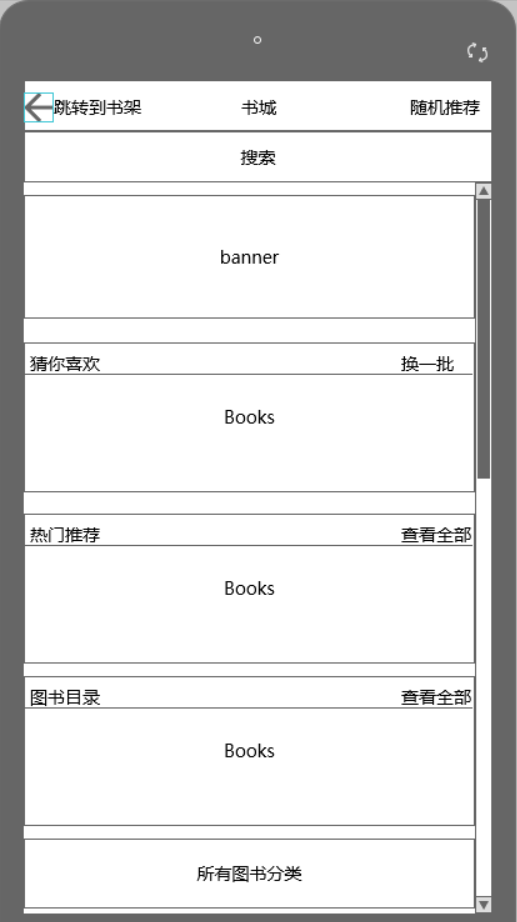 跳转到书架 书城 随机推荐
搜索
banner
猜你喜欢 换一批
Books
热门推荐 查看全部
Books
图书目录 查看全部
Books
所有图书分类